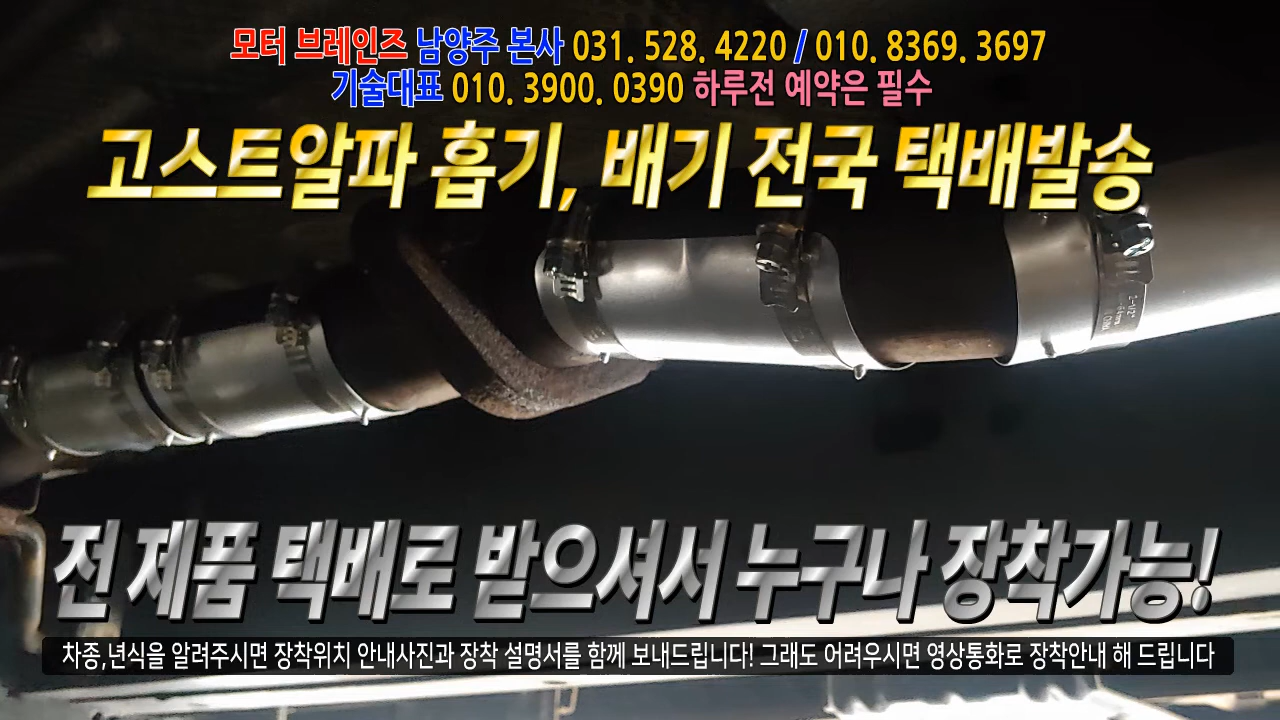 모터 브레인즈 남양주 본사 031. 528. 4220 / 010. 8369. 3697
기술대표 010. 3900. 0390 하루전 예약은 필수
고스트알파 흡기, 배기 전국 택배발송
2-1/2"
전 제품 택배로 받으셔서 누구나 장착가능!
차종,년식을 알려주시면 장착위치 안내사진과 장착 설명서를 함께 보내드립니다! 그래도 어려우시면 영상통화로 장착안내 해 드립니다